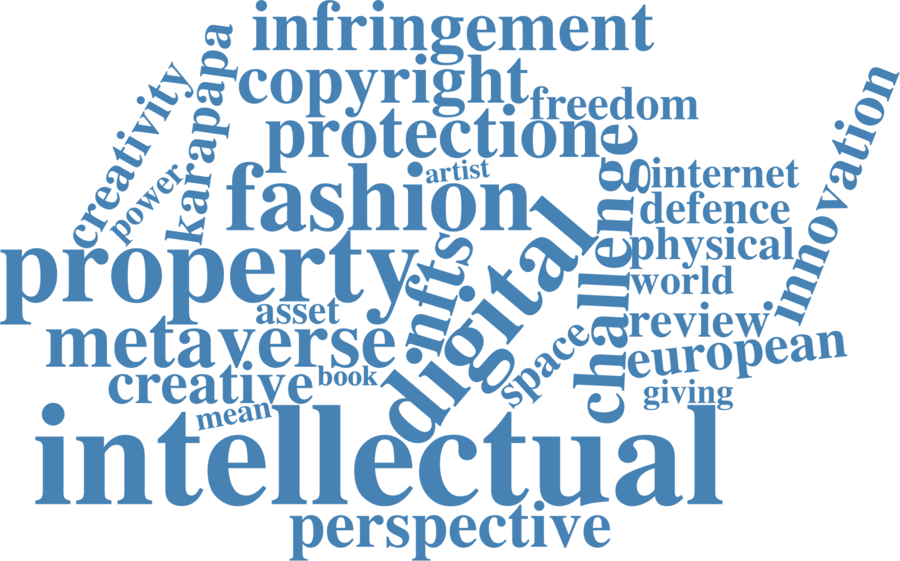 infringement
copyright
freedom
protection
creativity
karapapa
power
artist
fashion
challenge
internet
defence
innovation
physical
world
property
nfts
digital
asset
metaverse
review
european
space
creative
book
giving
mean
intellectual
perspective